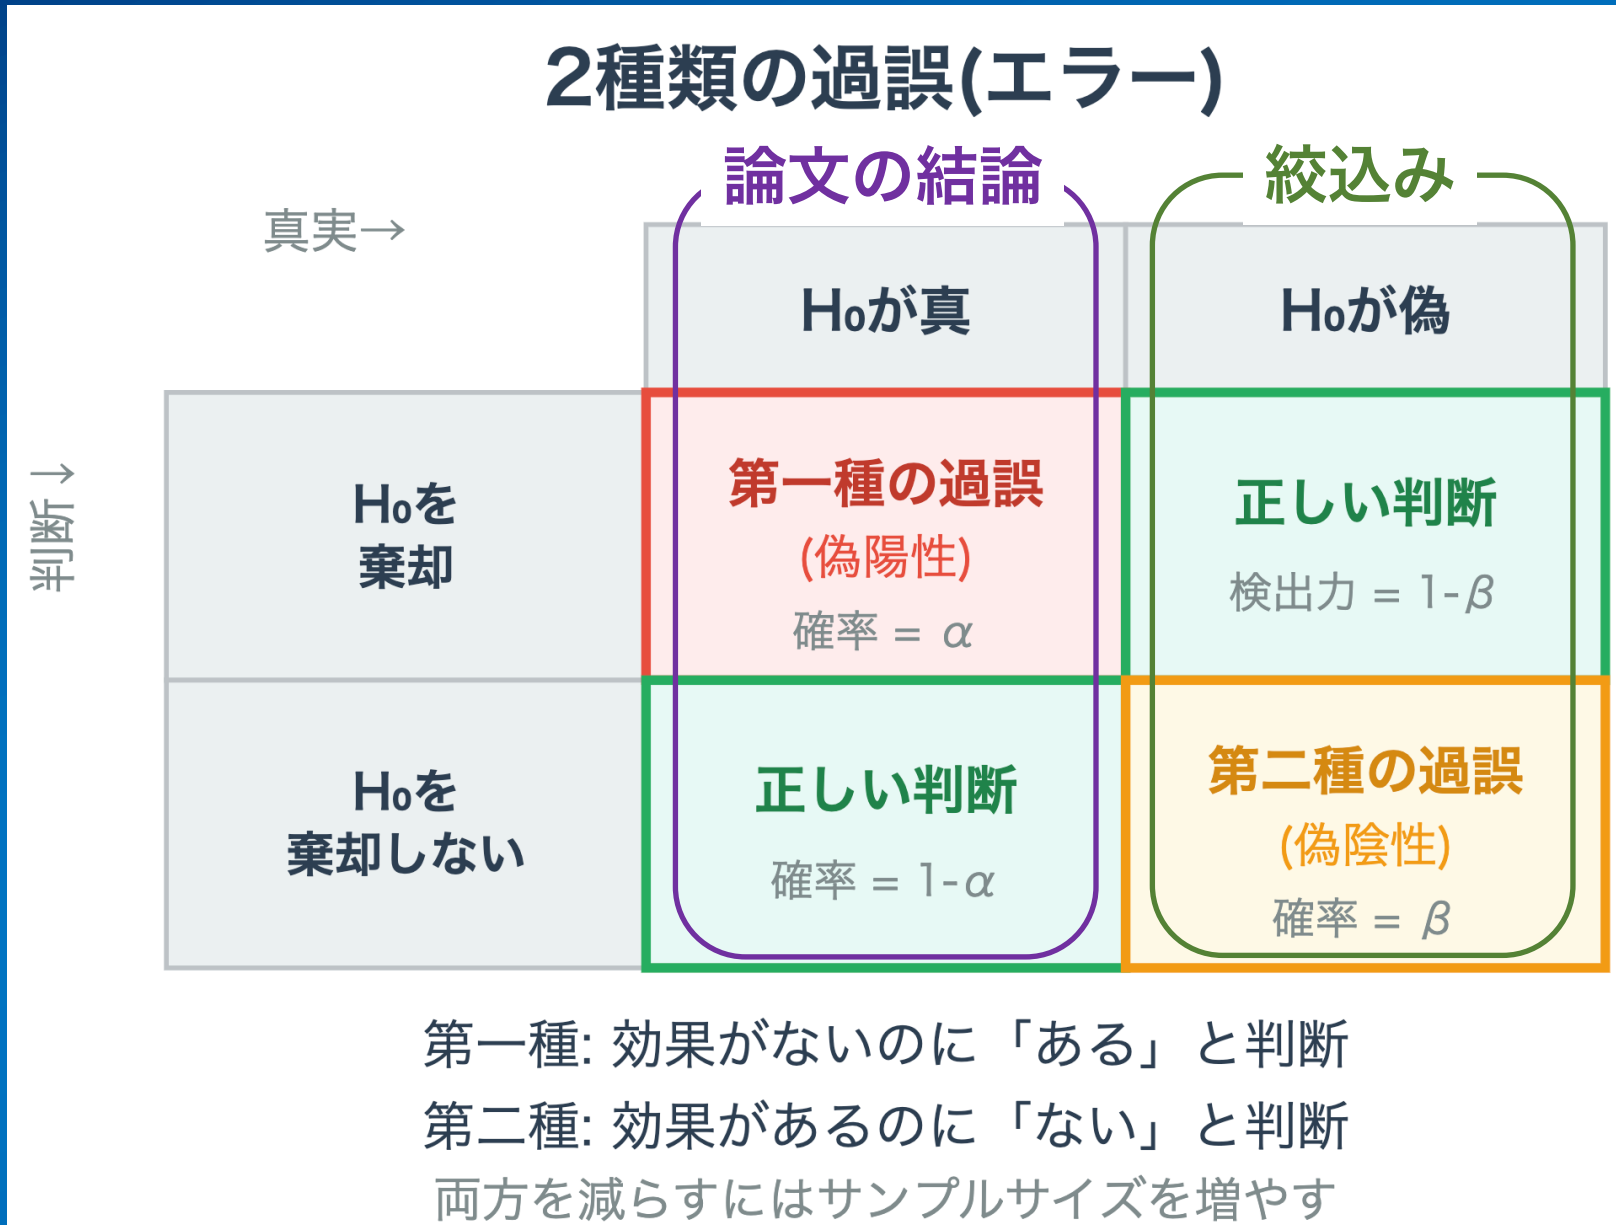 2種類の過誤(エラー)
論文の結論
絞込み
真実→
H₀が真
H₀が偽
判断→
H₀を
棄却
第一種の過誤
(偽陽性)
確率 = α
正しい判断
検出力 = 1-β
H₀を
棄却しない
正しい判断
確率 = 1-α
第二種の過誤
(偽陰性)
確率 = β
第一種: 効果がないのに「ある」と判断
第二種: 効果があるのに「ない」と判断
両方を減らすにはサンプルサイズを増やす